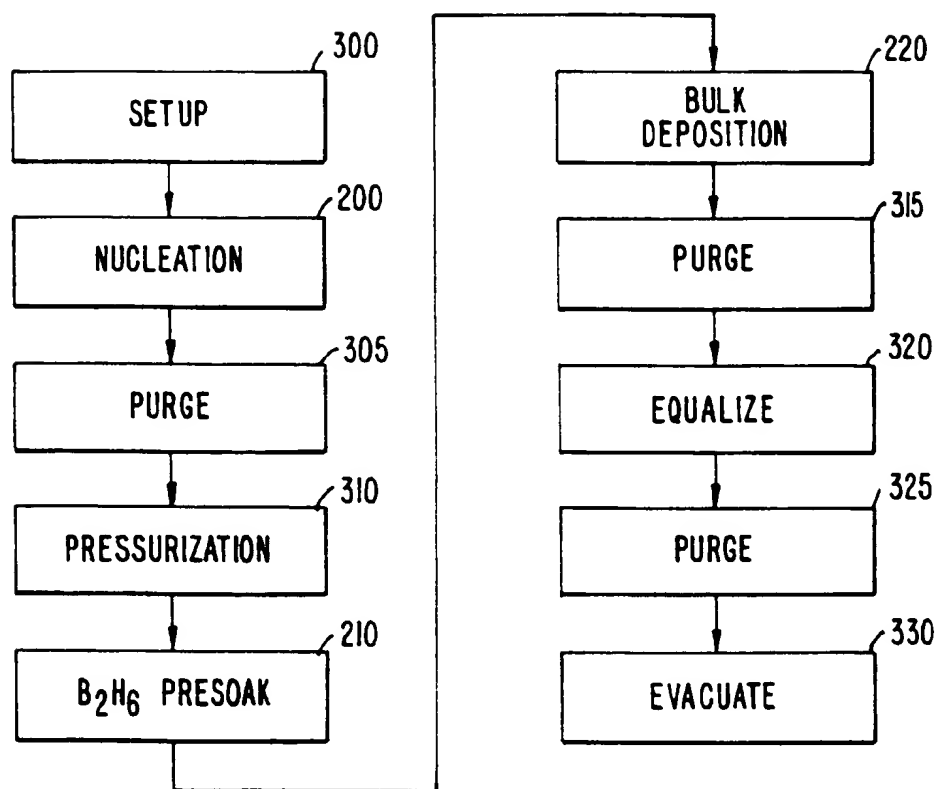 300
SETUP
200
NUCLEATION
305
PURGE
310
PRESSURIZATION
210
B2H6 PRESOAK
220
BULK
DEPOSITION
315
PURGE
320
EQUALIZE
325
PURGE
330
EVACUATE